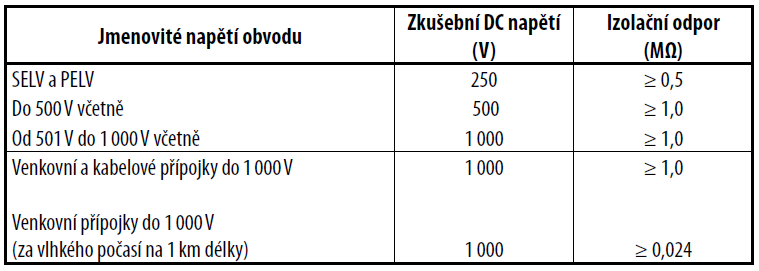 Jmenovité napětí obvodu Zkušební DC napětí (V) Izolační odpor (MΩ)
SELV a PELV 250 ≥ 0,5
Do 500 V včetně 500 ≥ 1,0
Od 501 V do 1 000 V včetně 1 000 ≥ 1,0
Venkovní a kabelové přípojky do 1 000 V 1 000 ≥ 1,0
Venkovní přípojky do 1 000 V
(za vlhkého počasí na 1 km délky) 1 000 ≥ 0,024